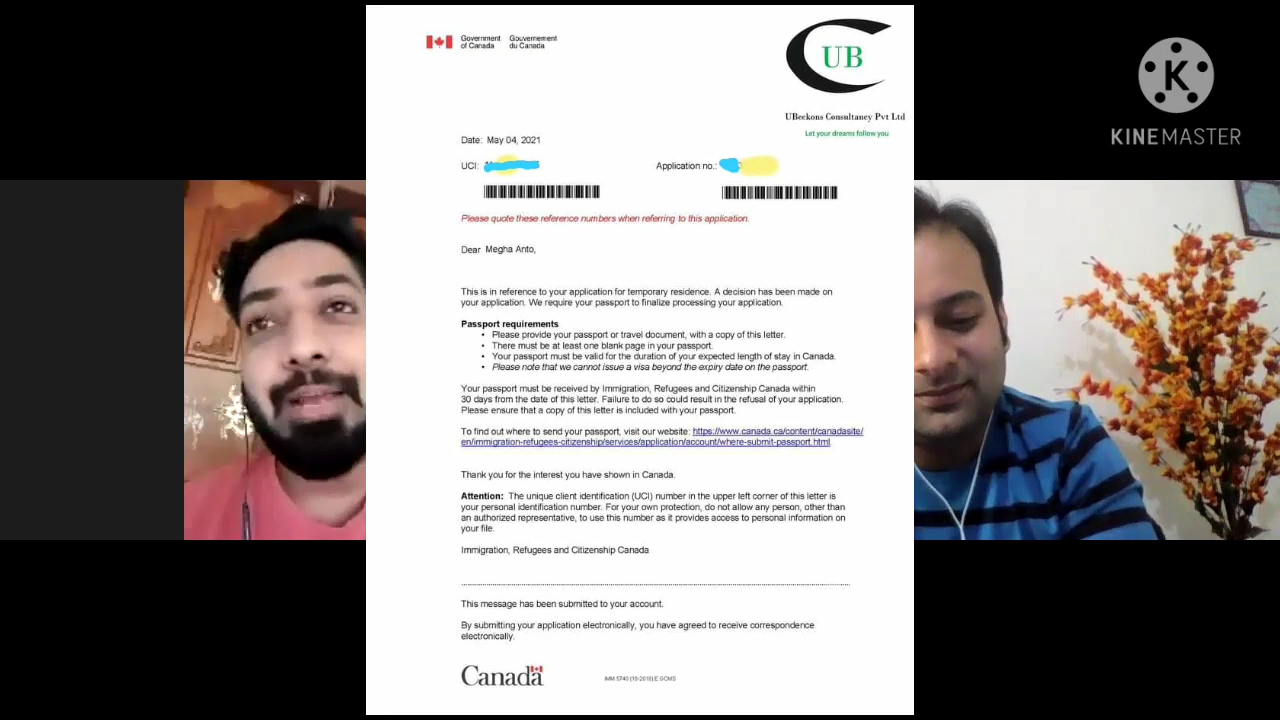 Government
of Canada
Gouvernement
du Canada
UB
UBeckons Consultancy Pvt Ltd
Let your dreams follow you
K
KINEMASTER
Date: May 04, 2021
UCI:
Application no.:
Please quote these reference numbers when referring to this application.
Dear Megha Anto,
This is in reference to your application for temporary residence. A decision has been made on
your application. We require your passport to finalize processing your application.
Passport requirements
• Please provide your passport or travel document, with a copy of this letter.
• There must be at least one blank page in your passport.
• Your passport must be valid for the duration of your expected length of stay in Canada.
• Please note that we cannot issue a visa beyond the expiry date on the passport.
Your passport must be received by Immigration, Refugees and Citizenship Canada within
30 days from the date of this letter. Failure to do so could result in the refusal of your application.
Please ensure that a copy of this letter is included with your passport.
To find out where to send your passport, visit our website: https://www.canada.ca/content/canadasite/
en/immigration-refugees-citizenship/services/application/account/where-submit-passport.html
Thank you for the interest you have shown in Canada.
Attention: The unique client identification (UCI) number in the upper left corner of this letter is
your personal identification number. For your own protection, do not allow any person, other than
an authorized representative, to use this number as it provides access to personal information on
your file.
Immigration, Refugees and Citizenship Canada
This message has been submitted to your account.
By submitting your application electronically, you have agreed to receive correspondence
electronically.
Canada
IMM 5740 (10-2018) E GCMS